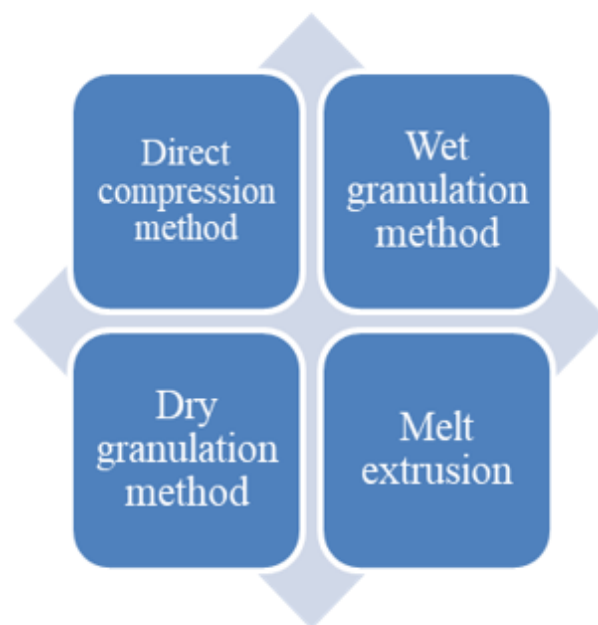 Direct
compression
method
Wet
granulation
method
Dry
granulation
method
Melt
extrusion